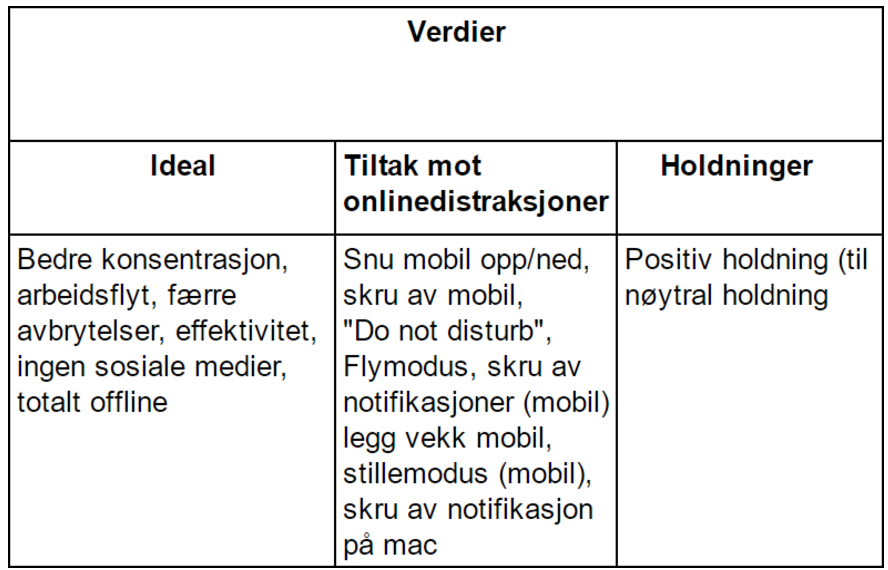 Verdier
Ideal
Tiltak mot
onlinedistraksjoner
Holdninger
Bedre konsentrasjon,
arbeidsflyt, færre
avbrytelser, effektivitet,
ingen sosiale medier,
totalt offline
Snu mobil opp/ned,
skru av mobil,
"Do not disturb",
Flymodus, skru av
notifikasjoner (mobil)
legg vekk mobil,
stillemodus (mobil),
skru av notifikasjon
på mac
Positiv holdning (til
nøytral holdning